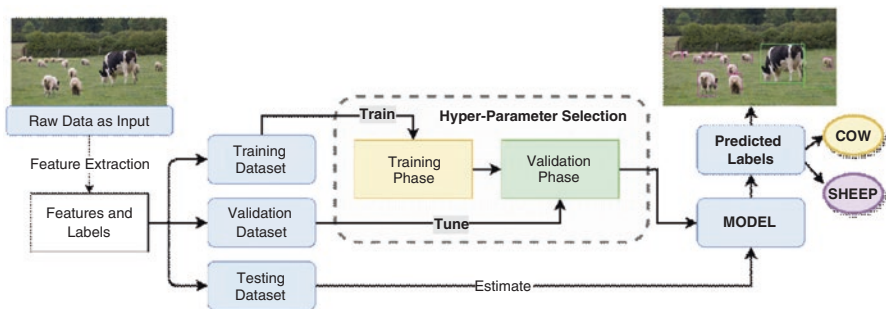 Raw Data as Input
Feature Extraction
Features and
Labels
Training
Dataset
Validation
Dataset
Testing
Dataset
Train
Hyper-Parameter Selection
Training
Phase
Validation
Phase
Tune
Estimate
Predicted
Labels
MODEL
COW
SHEEP